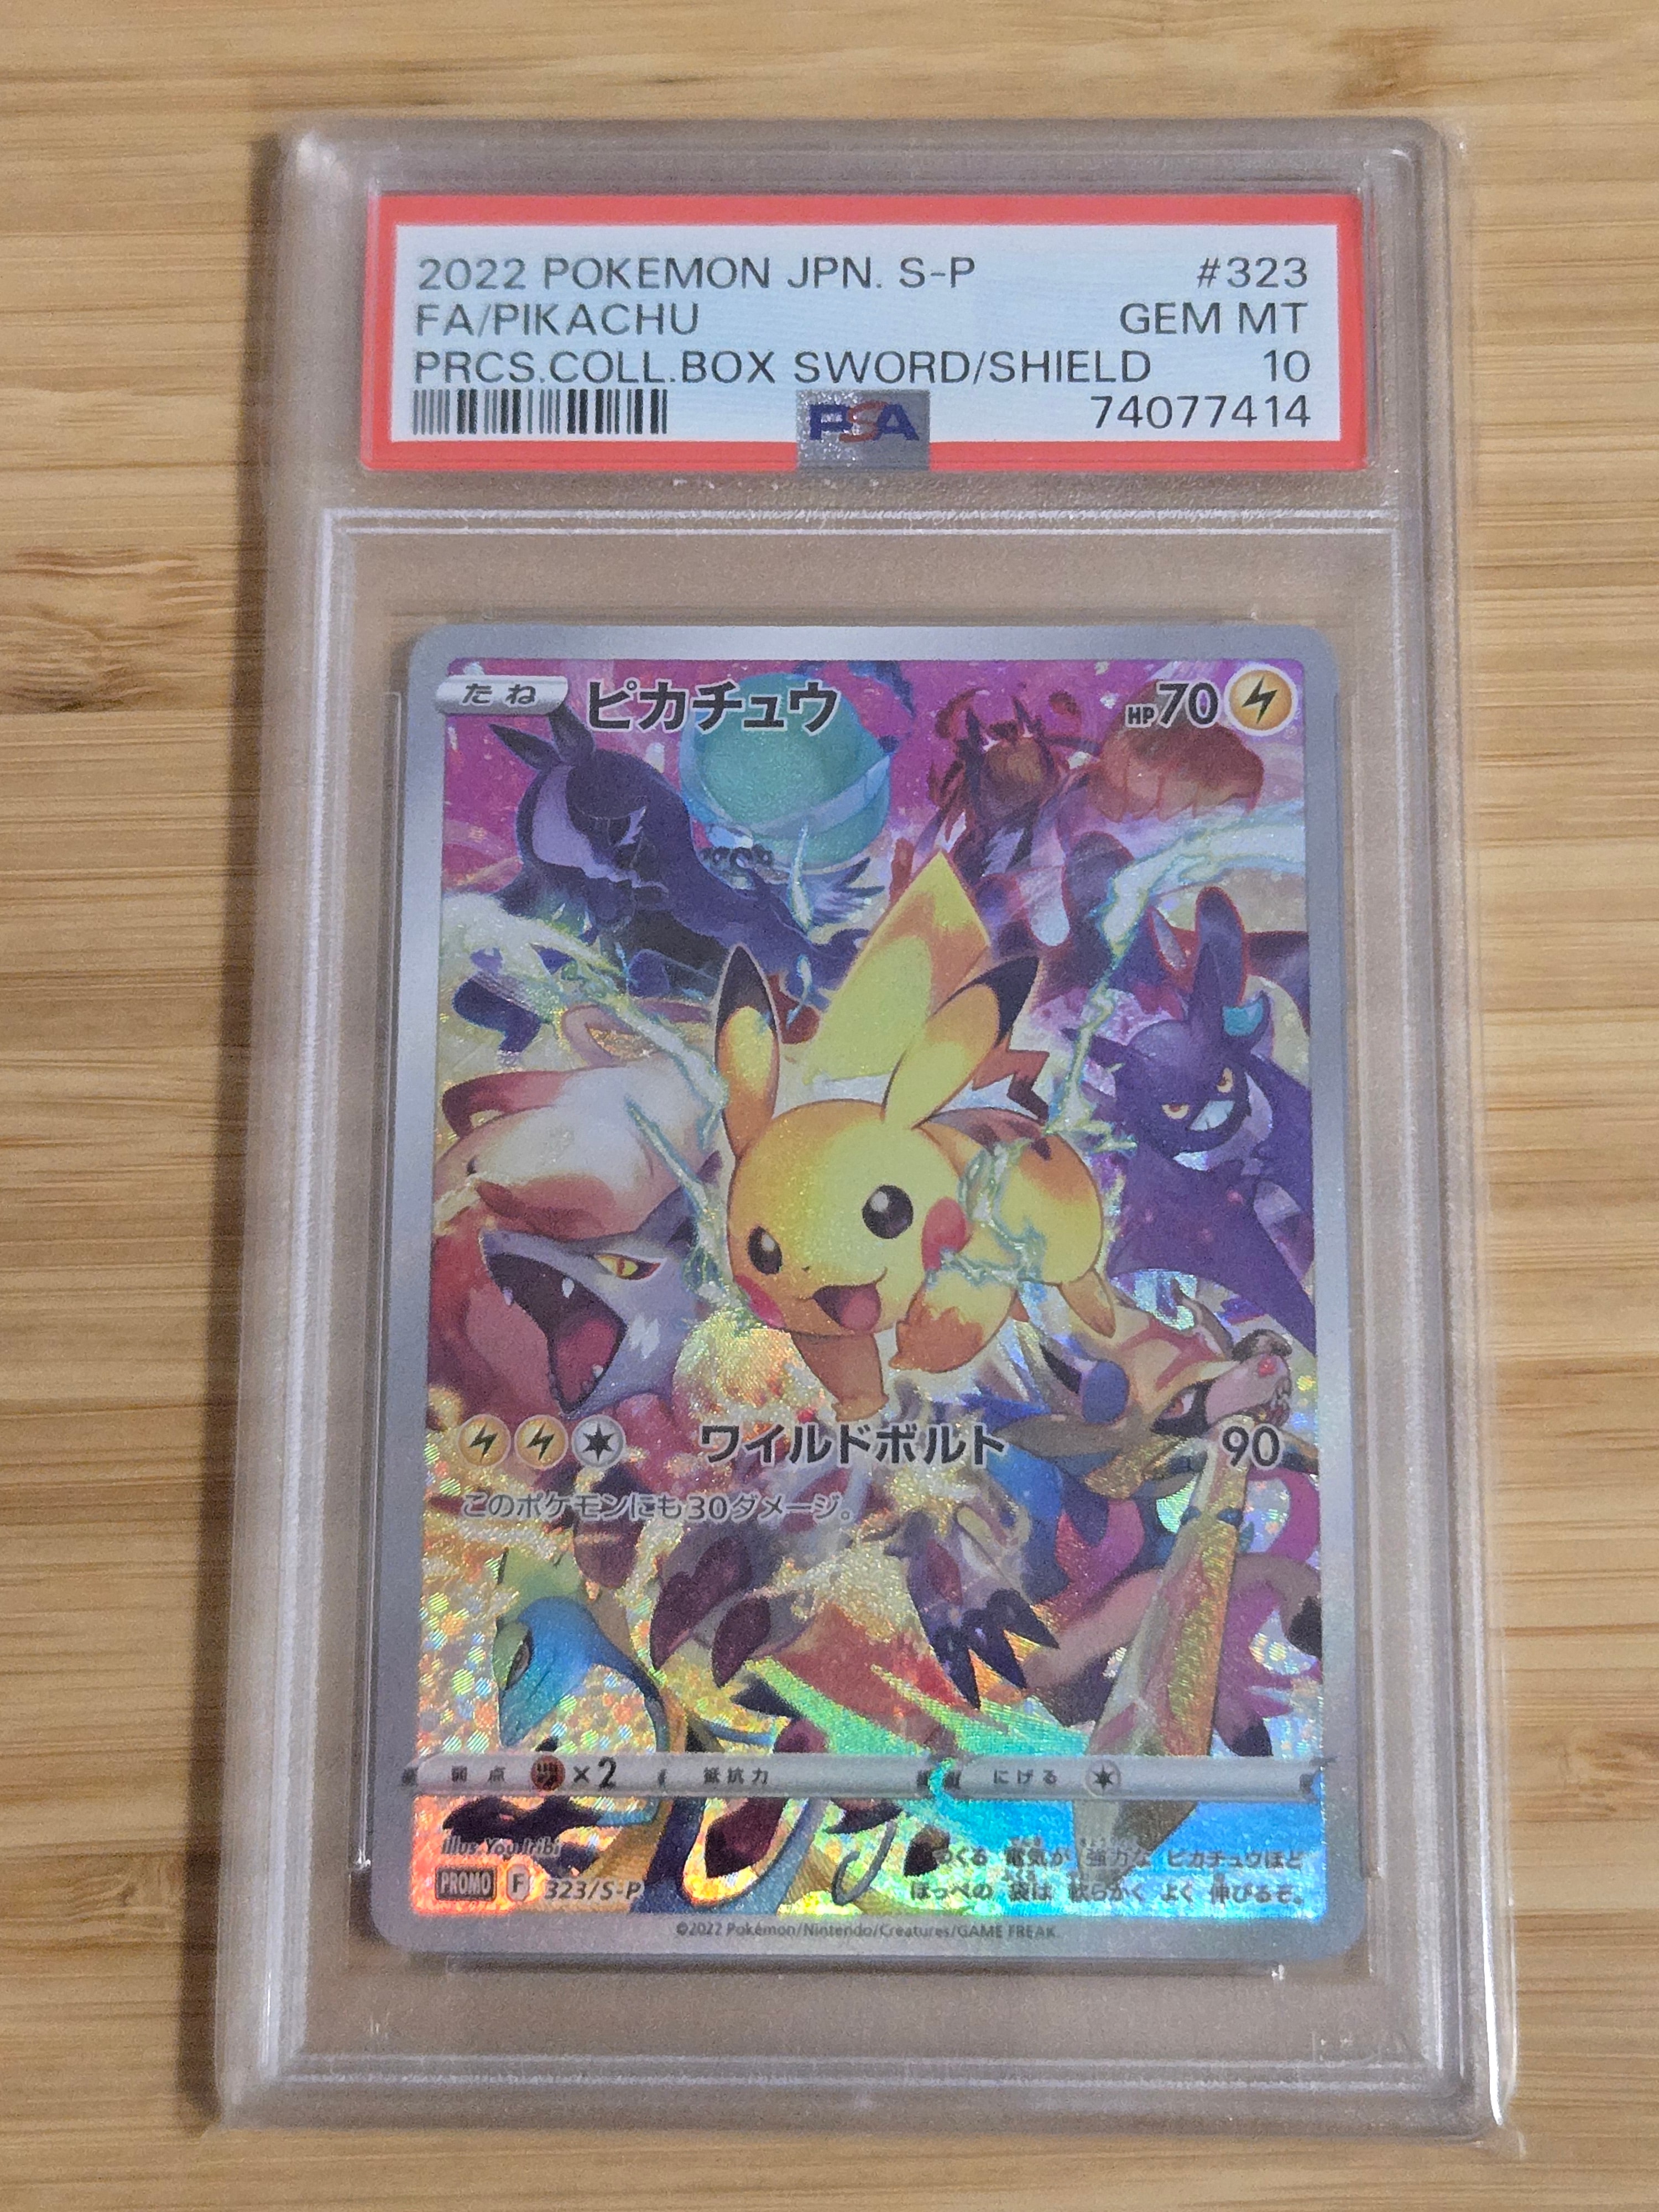 2022 POKEMON JPN. S-P #323
FA/PIKACHU GEM MT
PRCS.COLL.BOX SWORD/SHIELD 10
PSA 74077414
たね ピカチュウ HP70
ワイルドボルト 90
このポケモンにも30ダメージ。
弱点 ×2 抵抗力 にげる
illus. Yogi Iribi
つくる 電気が 強力な ピカチュウほど
PROMO F 323/S-P ほっぺの 袋は 軟らかく よく 伸びるぞ。
©2022 Pokémon/Nintendo/Creatures/GAME FREAK